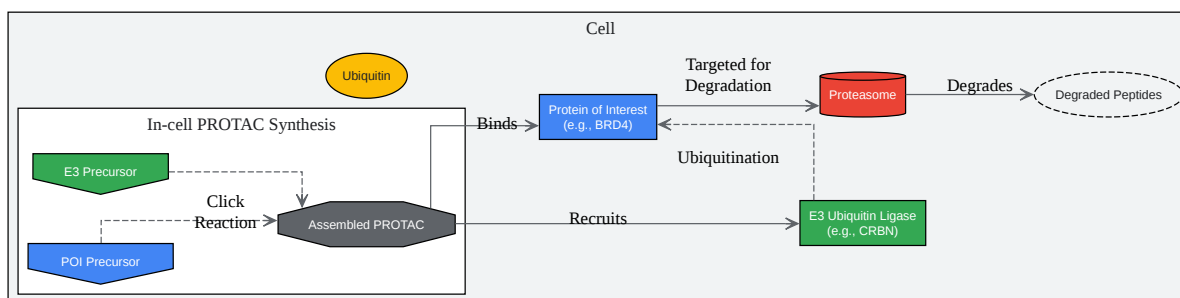 Cell
Ubiquitin
Targeted for
Degradation
Proteasome
Degrades
Degraded Peptides
In-cell PROTAC Synthesis
Binds
Protein of Interest
(e.g., BRD4)
Ubiquitination
E3 Precursor
Click
Reaction
Assembled PROTAC
Recruits
E3 Ubiquitin Ligase
(e.g., CRBN)
POI Precursor